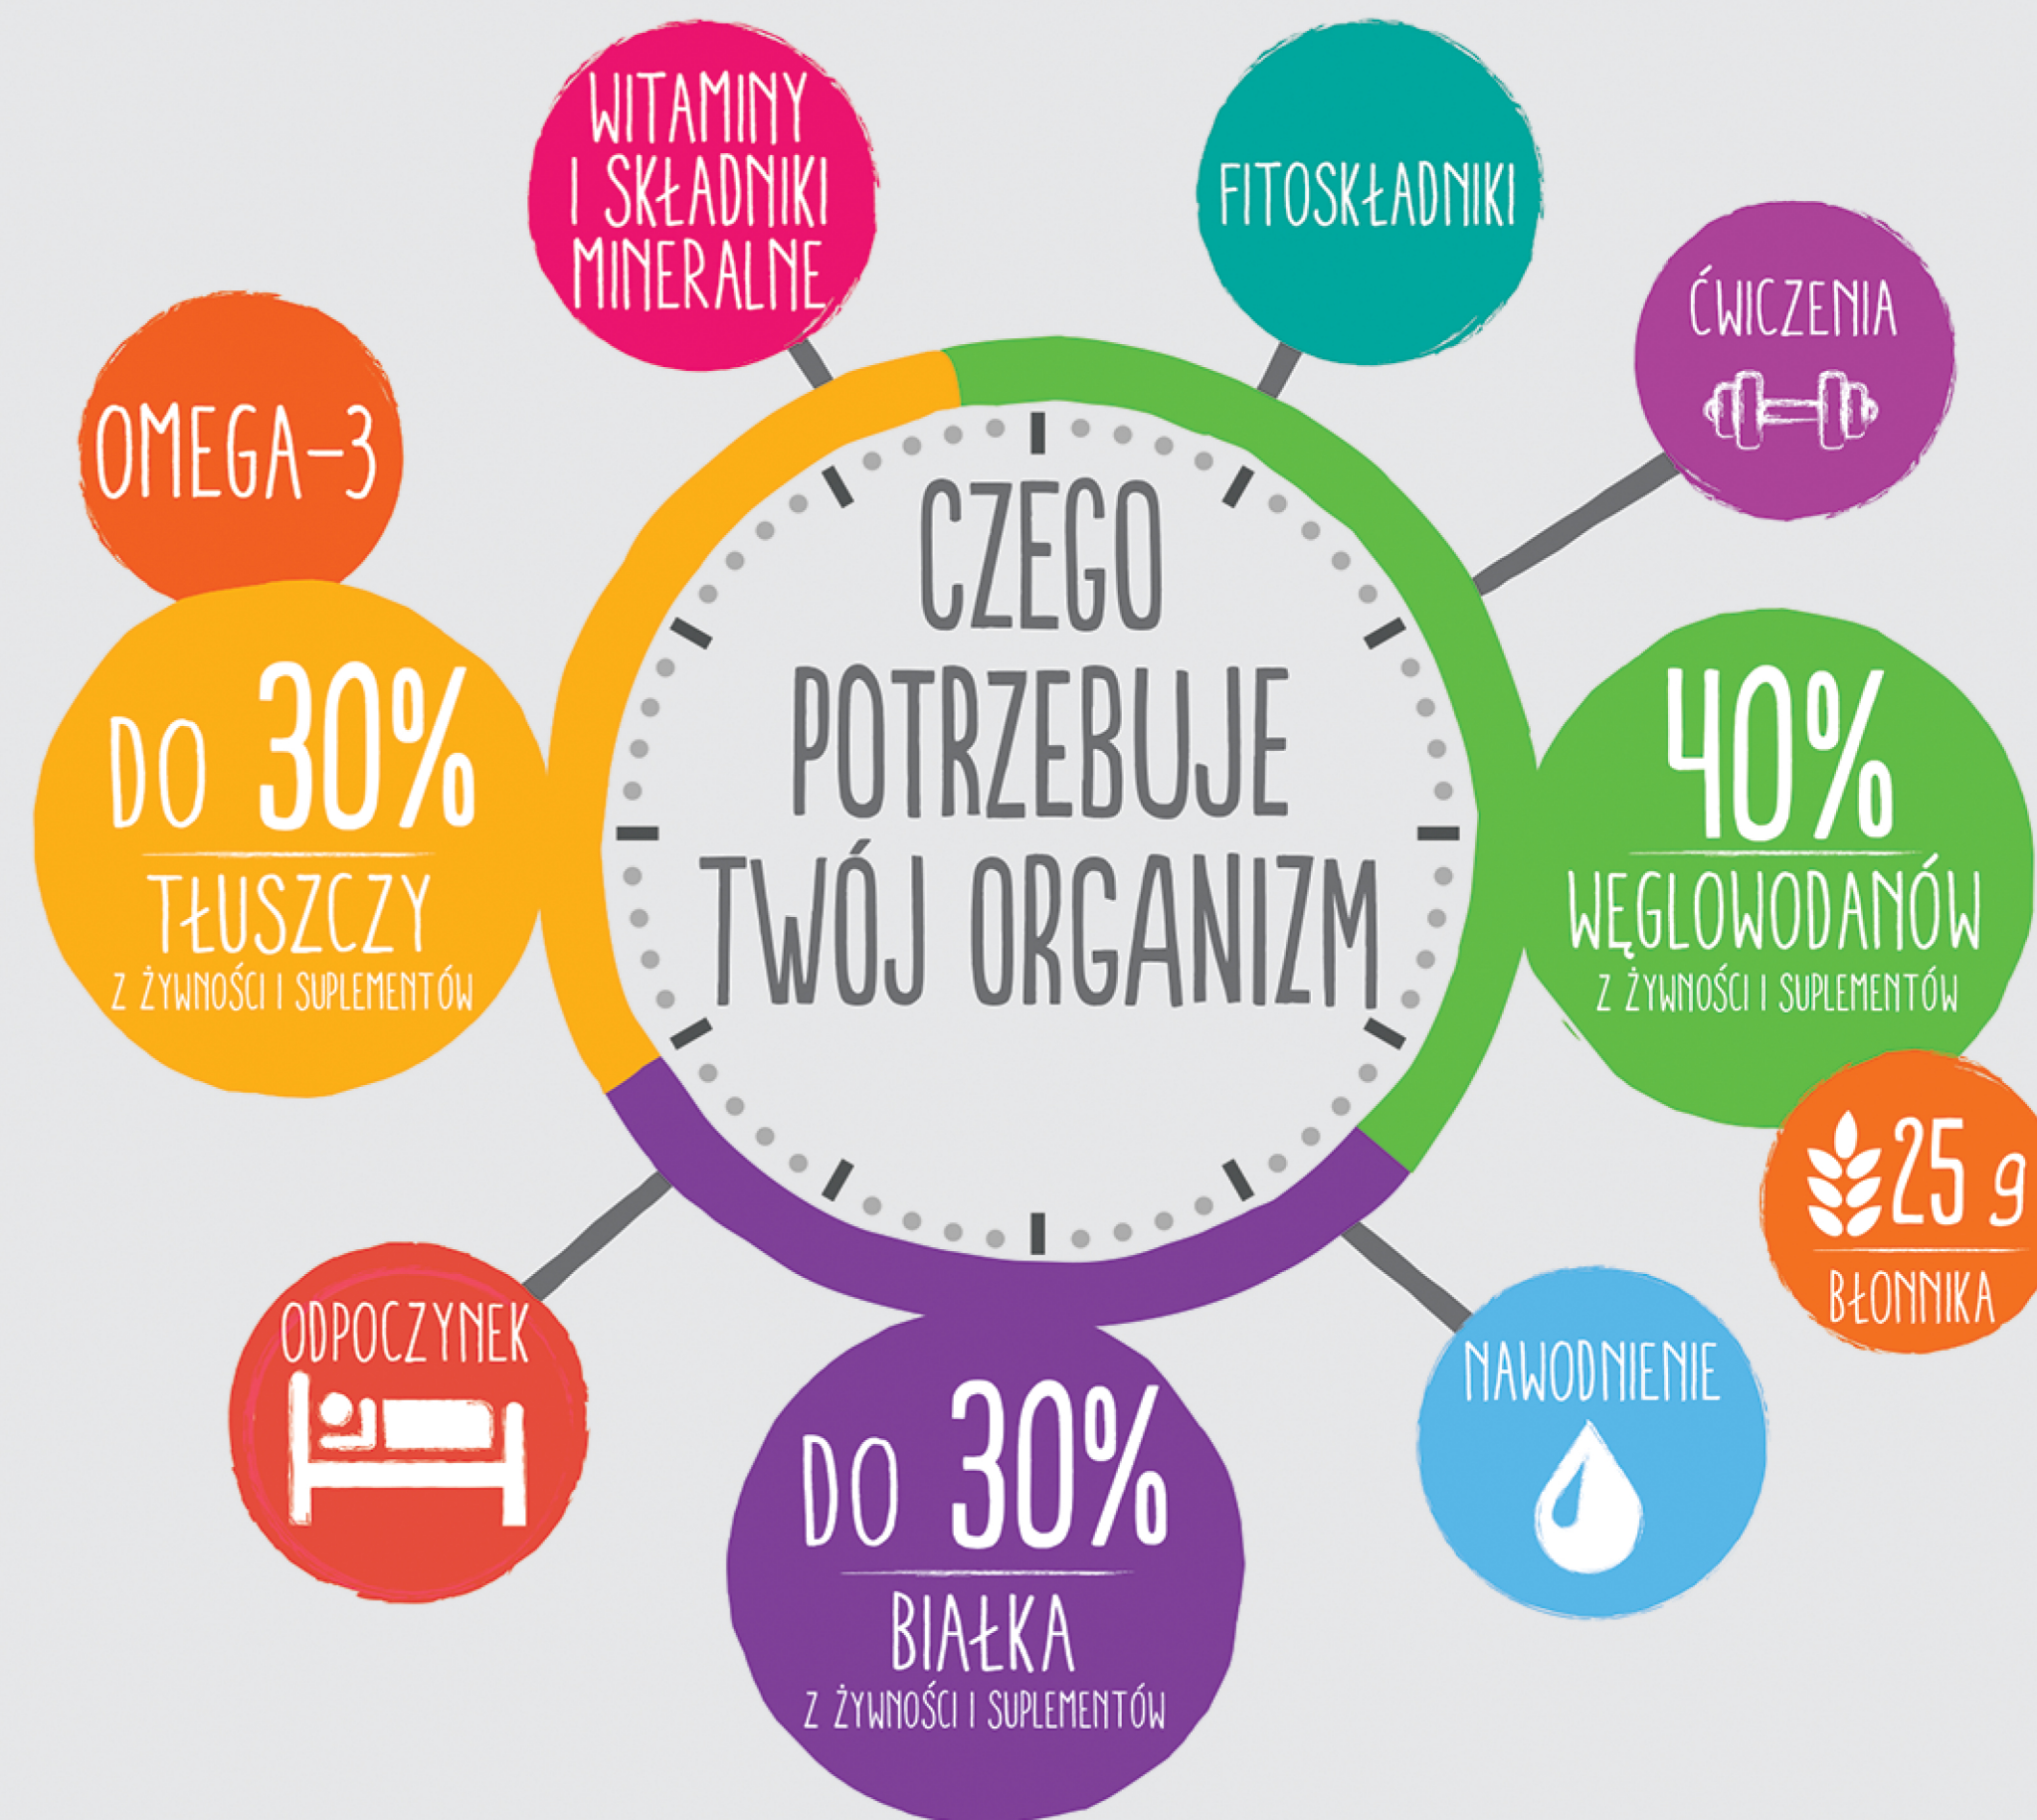 WITAMINY
I SKŁADNIKI
MINERALNE
FITOSKŁADNIKI
ĆWICZENIA
OMEGA-3
CZEGO
POTRZEBUJE
TWÓJ ORGANIZM
DO 30%
TŁUSZCZY
Z ŻYWNOŚCI I SUPLEMENTÓW
40%
WĘGLOWODANÓW
Z ŻYWNOŚCI I SUPLEMENTÓW
25 g
BŁONNIKA
ODPOCZYNEK
NAWODNIENIE
DO 30%
BIAŁKA
Z ŻYWNOŚCI I SUPLEMENTÓW